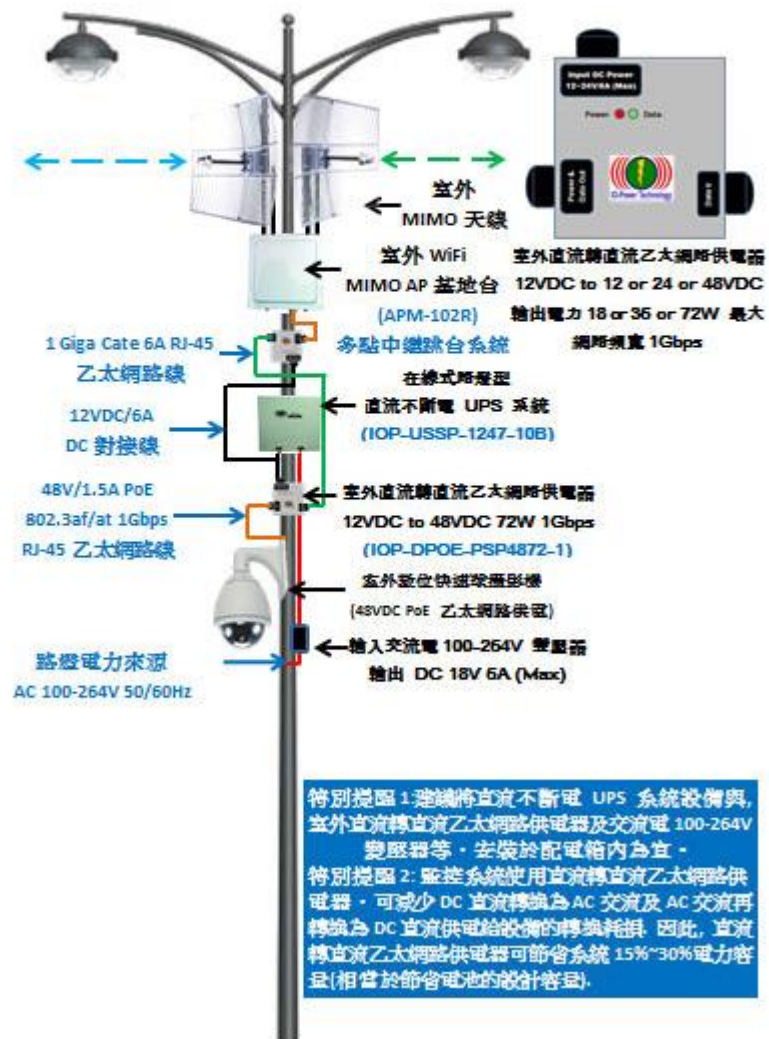 Input DC Power
12~24V/6A (Max)
Power
Data
Power &
Data Out
Data In
室外
MIMO 天線
室外 WiFi
MIMO AP 基地台
(APM-102R)
多點中繼跳台系統
室外直流轉直流乙太網路供電器
12VDC to 12 or 24 or 48VDC
輸出電力 18 or 36 or 72W 最大
網路頻寬 1Gbps
1 Giga Cate 6A RJ-45
乙太網路線
在線式路燈型
直流不斷電 UPS 系統
(IOP-USSP-1247-10B)
12VDC/6A
DC 對接線
48V/1.5A PoE
802.3af/at 1Gbps
RJ-45 乙太網路線
室外直流轉直流乙太網路供電器
12VDC to 48VDC 72W 1Gbps
(IOP-DPOE-PSP4872-1)
室外數位快速球攝影機
(48VDC PoE 乙太網路供電)
路燈電力來源
AC 100-264V 50/60Hz
輸入交流電 100-264V 變壓器
輸出 DC 18V 6A (Max)
特別提醒 1:建議將直流不斷電 UPS 系統設備與,
室外直流轉直流乙太網路供電器及交流電 100-264V
變壓器等,安裝於配電箱內為宜。
特別提醒 2: 監控系統使用直流轉直流乙太網路供
電器,可減少 DC 直流轉換為 AC 交流及 AC 交流再
轉換為 DC 直流供電給設備的轉換耗損. 因此, 直流
轉直流乙太網路供電器可節省系統 15%~30%電力容
量(相當於節省電池的設計容量).